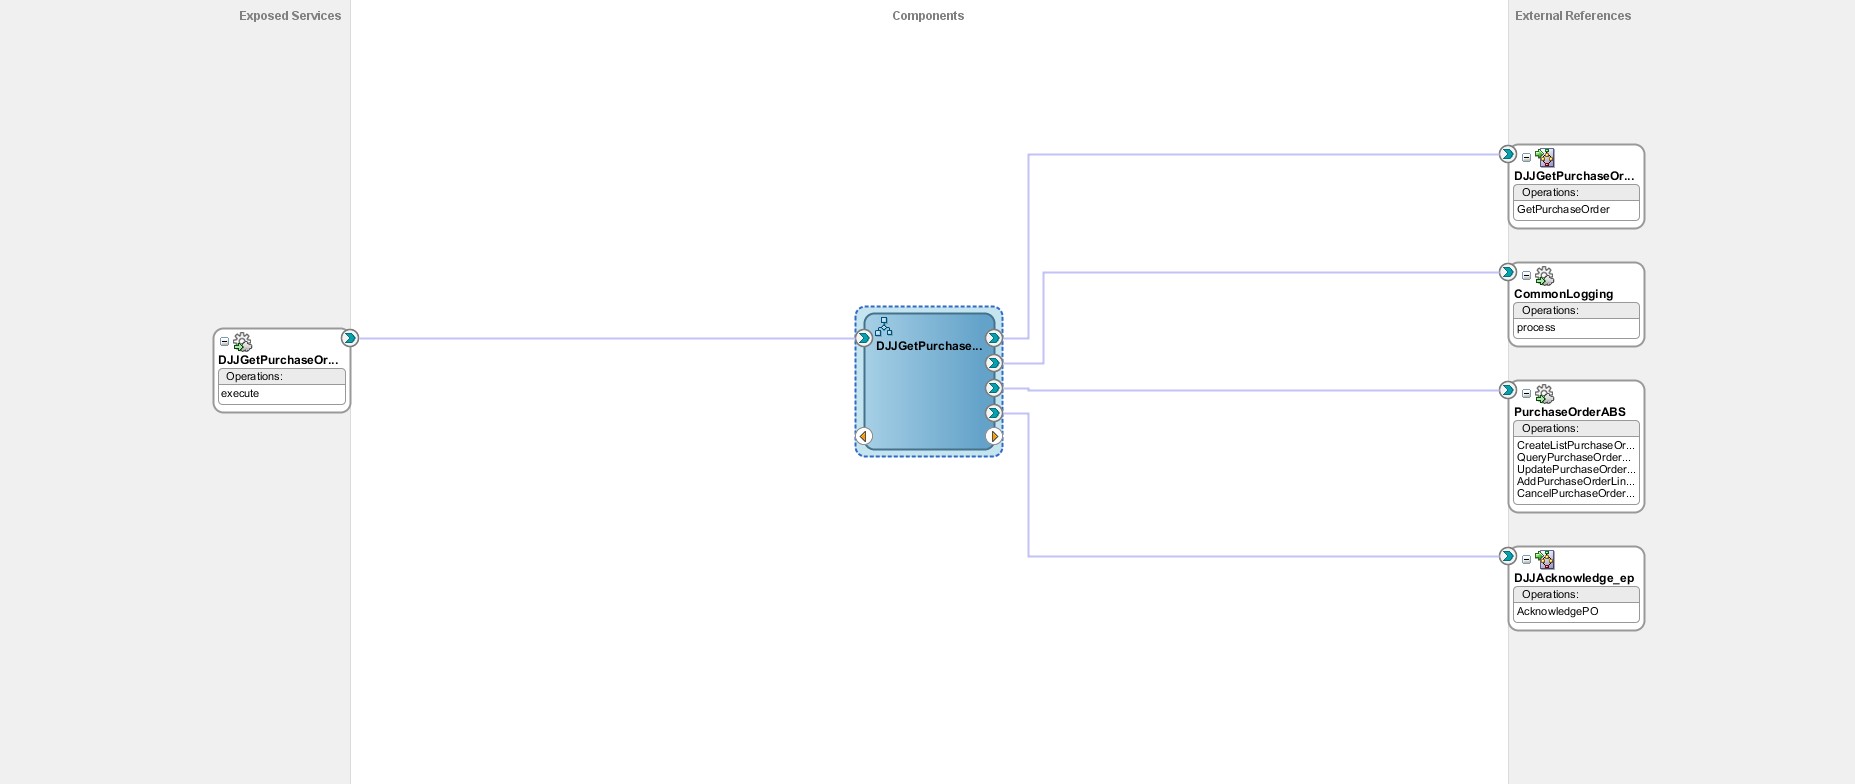 Exposed Services
Components
External References
DJJGetPurchaseOr...
Operations:
execute
DJJGetPurchase...
DJJGetPurchaseOr...
Operations:
GetPurchaseOrder
CommonLogging
Operations:
process
PurchaseOrderABS
Operations:
CreateListPurchaseOr...
QueryPurchaseOrder...
UpdatePurchaseOrder...
AddPurchaseOrderLin...
CancelPurchaseOrder...
DJJAcknowledge_ep
Operations:
AcknowledgePO